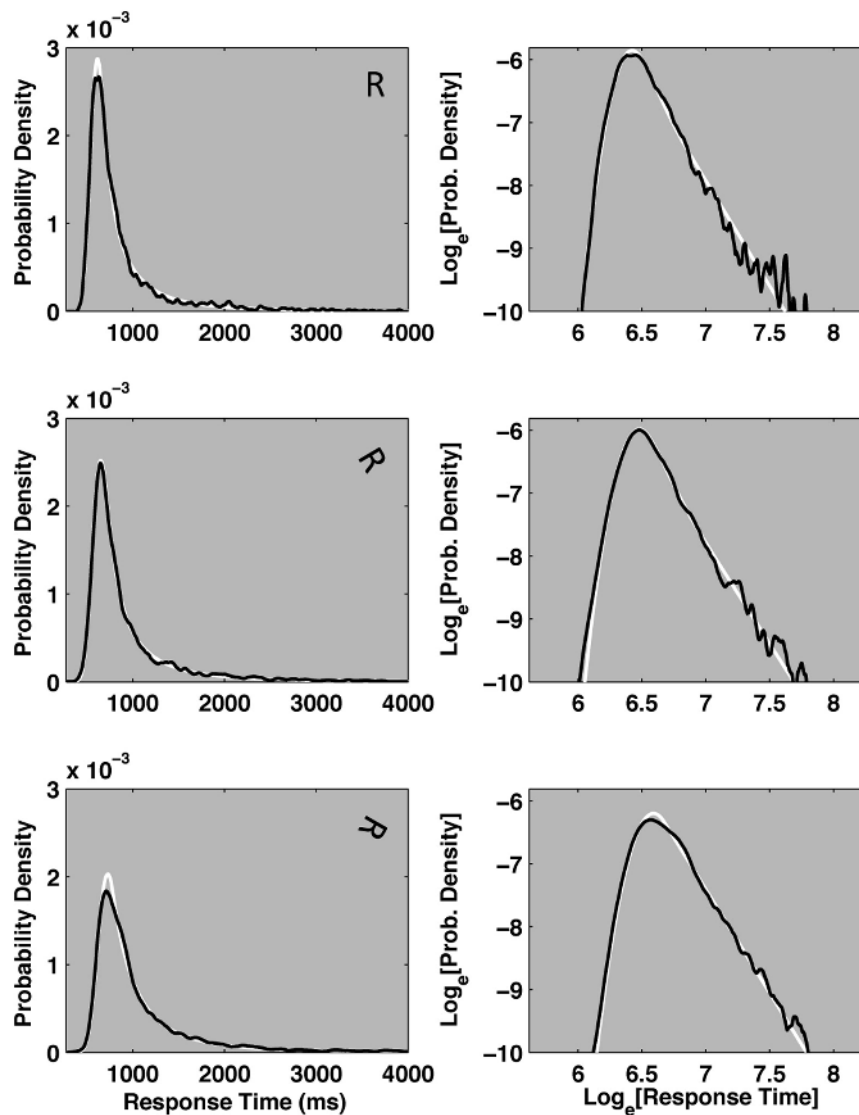 x 10⁻³
3
2
1
0
Probability Density
R
1000 2000 3000 4000
−6
−7
−8
−9
−10
Logₑ[Prob. Density]
6 6.5 7 7.5 8
x 10⁻³
3
2
1
0
Probability Density
R
1000 2000 3000 4000
−6
−7
−8
−9
−10
Logₑ[Prob. Density]
6 6.5 7 7.5 8
x 10⁻³
3
2
1
0
Probability Density
R
1000 2000 3000 4000
Response Time (ms)
−6
−7
−8
−9
−10
Logₑ[Prob. Density]
6 6.5 7 7.5 8
Logₑ[Response Time]